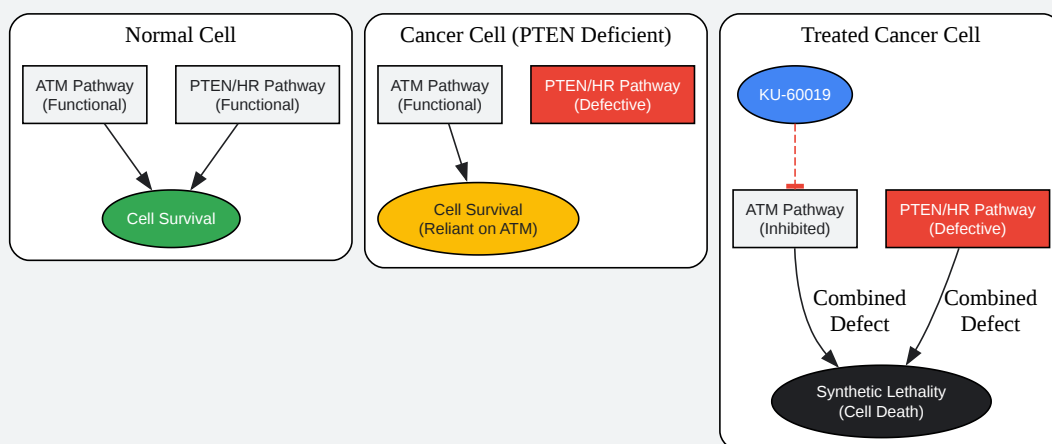 Normal Cell
ATM Pathway
(Functional)
PTEN/HR Pathway
(Functional)
Cell Survival
Cancer Cell (PTEN Deficient)
ATM Pathway
(Functional)
PTEN/HR Pathway
(Defective)
Cell Survival
(Reliant on ATM)
Treated Cancer Cell
KU-60019
ATM Pathway
(Inhibited)
PTEN/HR Pathway
(Defective)
Combined
Defect
Combined
Defect
Synthetic Lethality
(Cell Death)